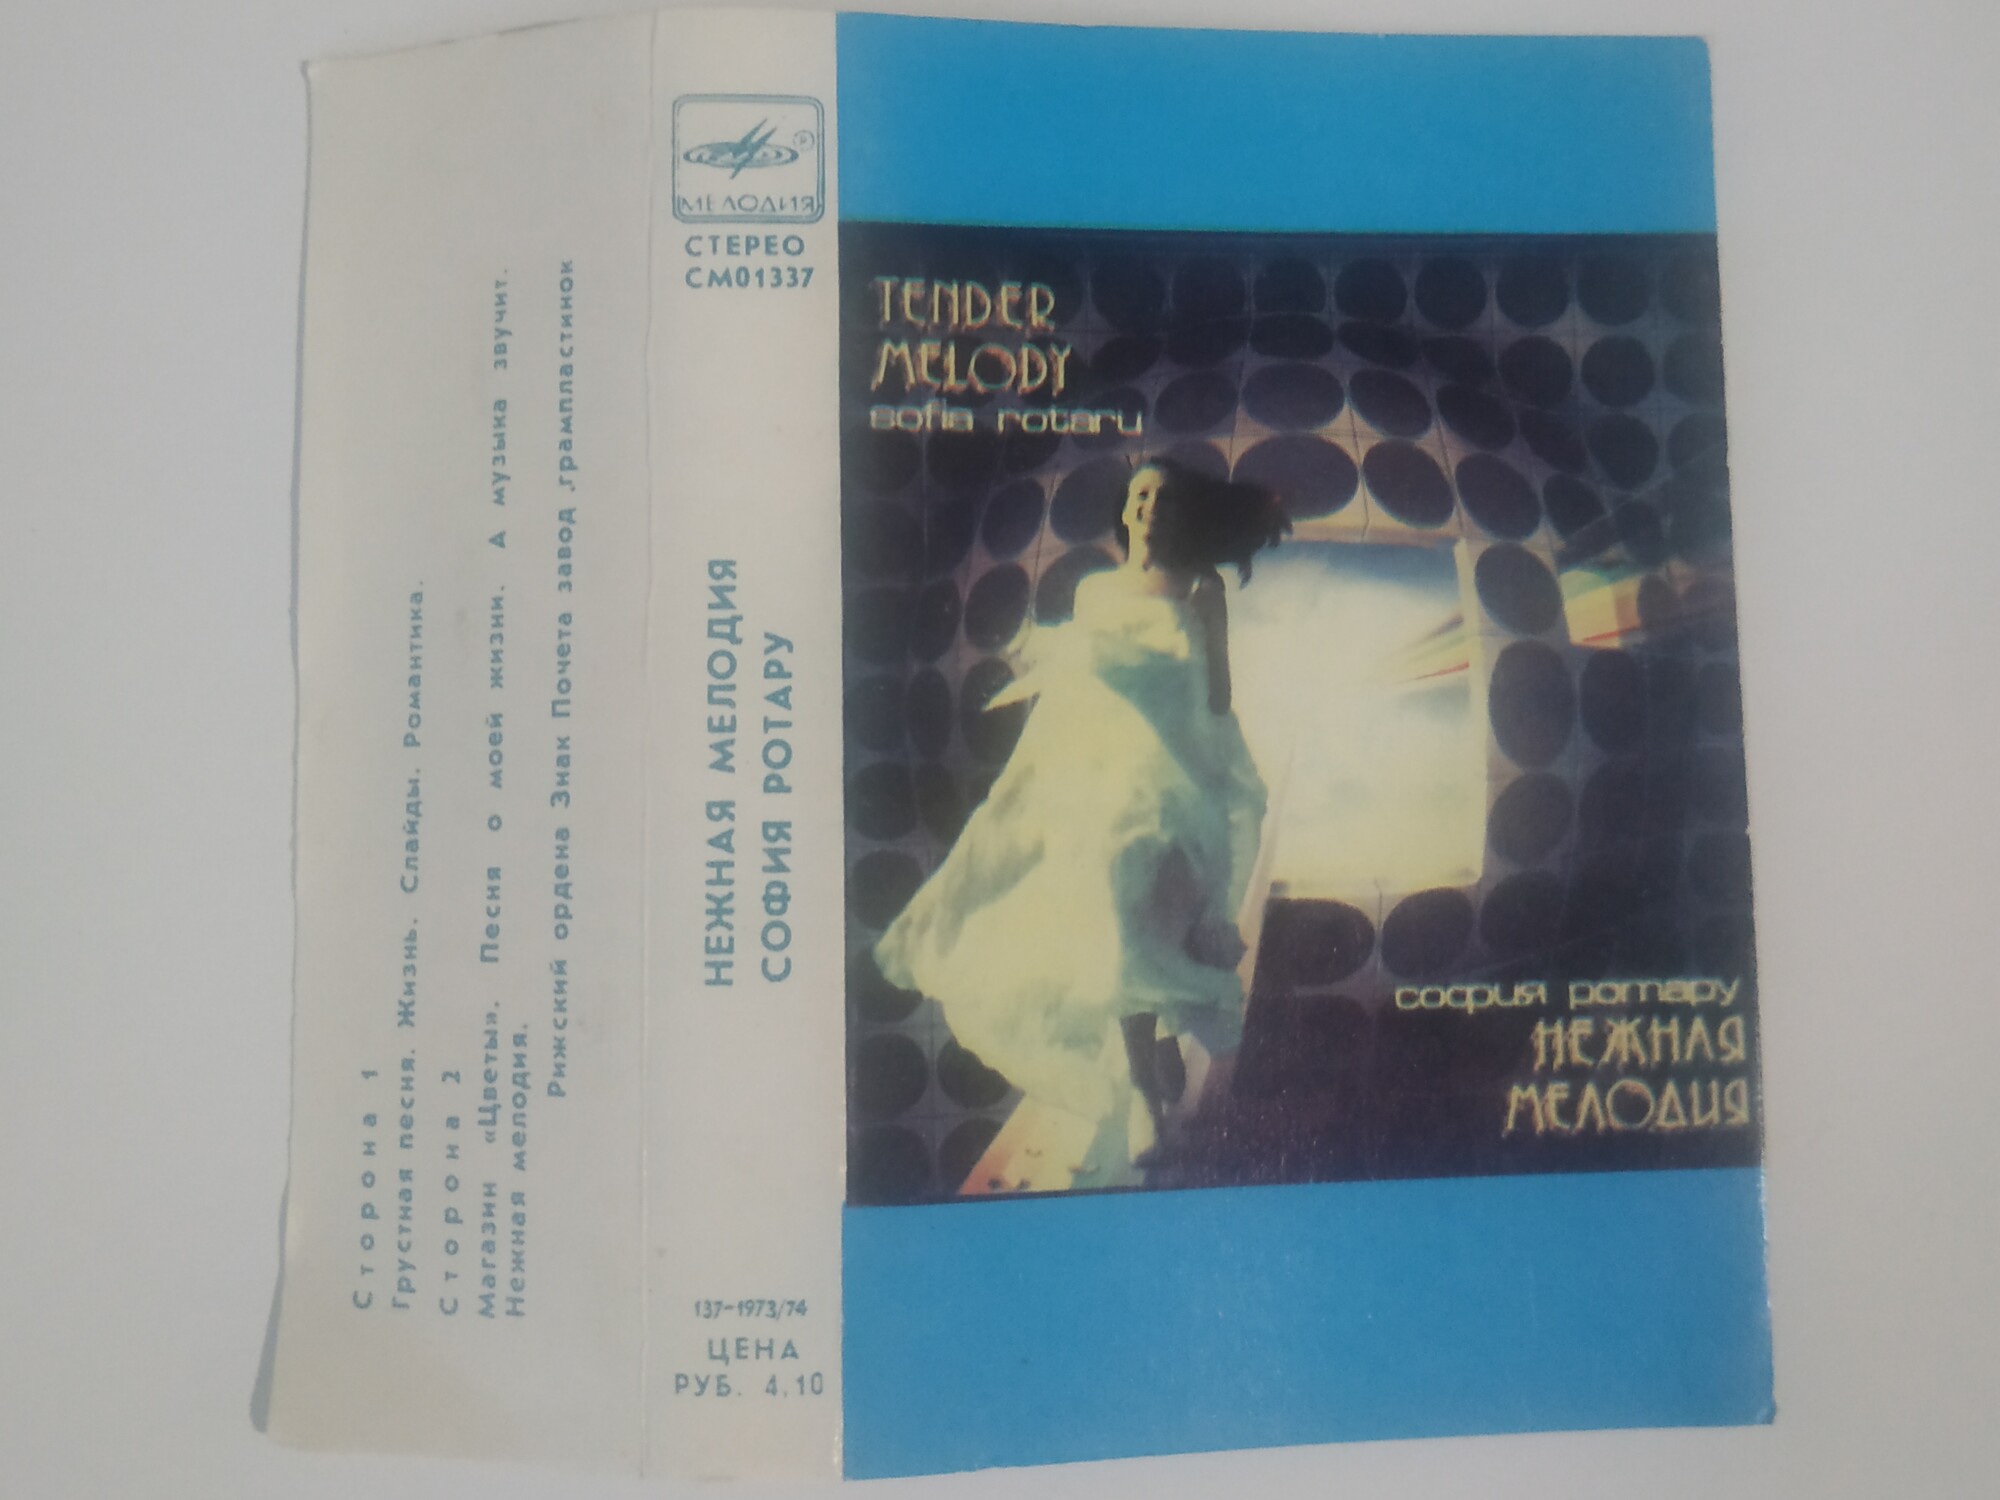 Сторона 1
Грустная песня. Жизнь. Слайды. Романтика.
Сторона 2
Магазин «Цветы». Песня о моей жизни. А музыка звучит.
Нежная мелодия.
Рижский ордена Знак Почета завод грампластинок
МЕЛОДИЯ
СТЕРЕО
СМ01337
НЕЖНАЯ МЕЛОДИЯ
СОФИЯ РОТАРУ
137-1973/74
ЦЕНА
РУБ. 4.10
TENDER
MELODY
sofia rotaru
софия ротару
НЕЖНАЯ
МЕЛОДИЯ